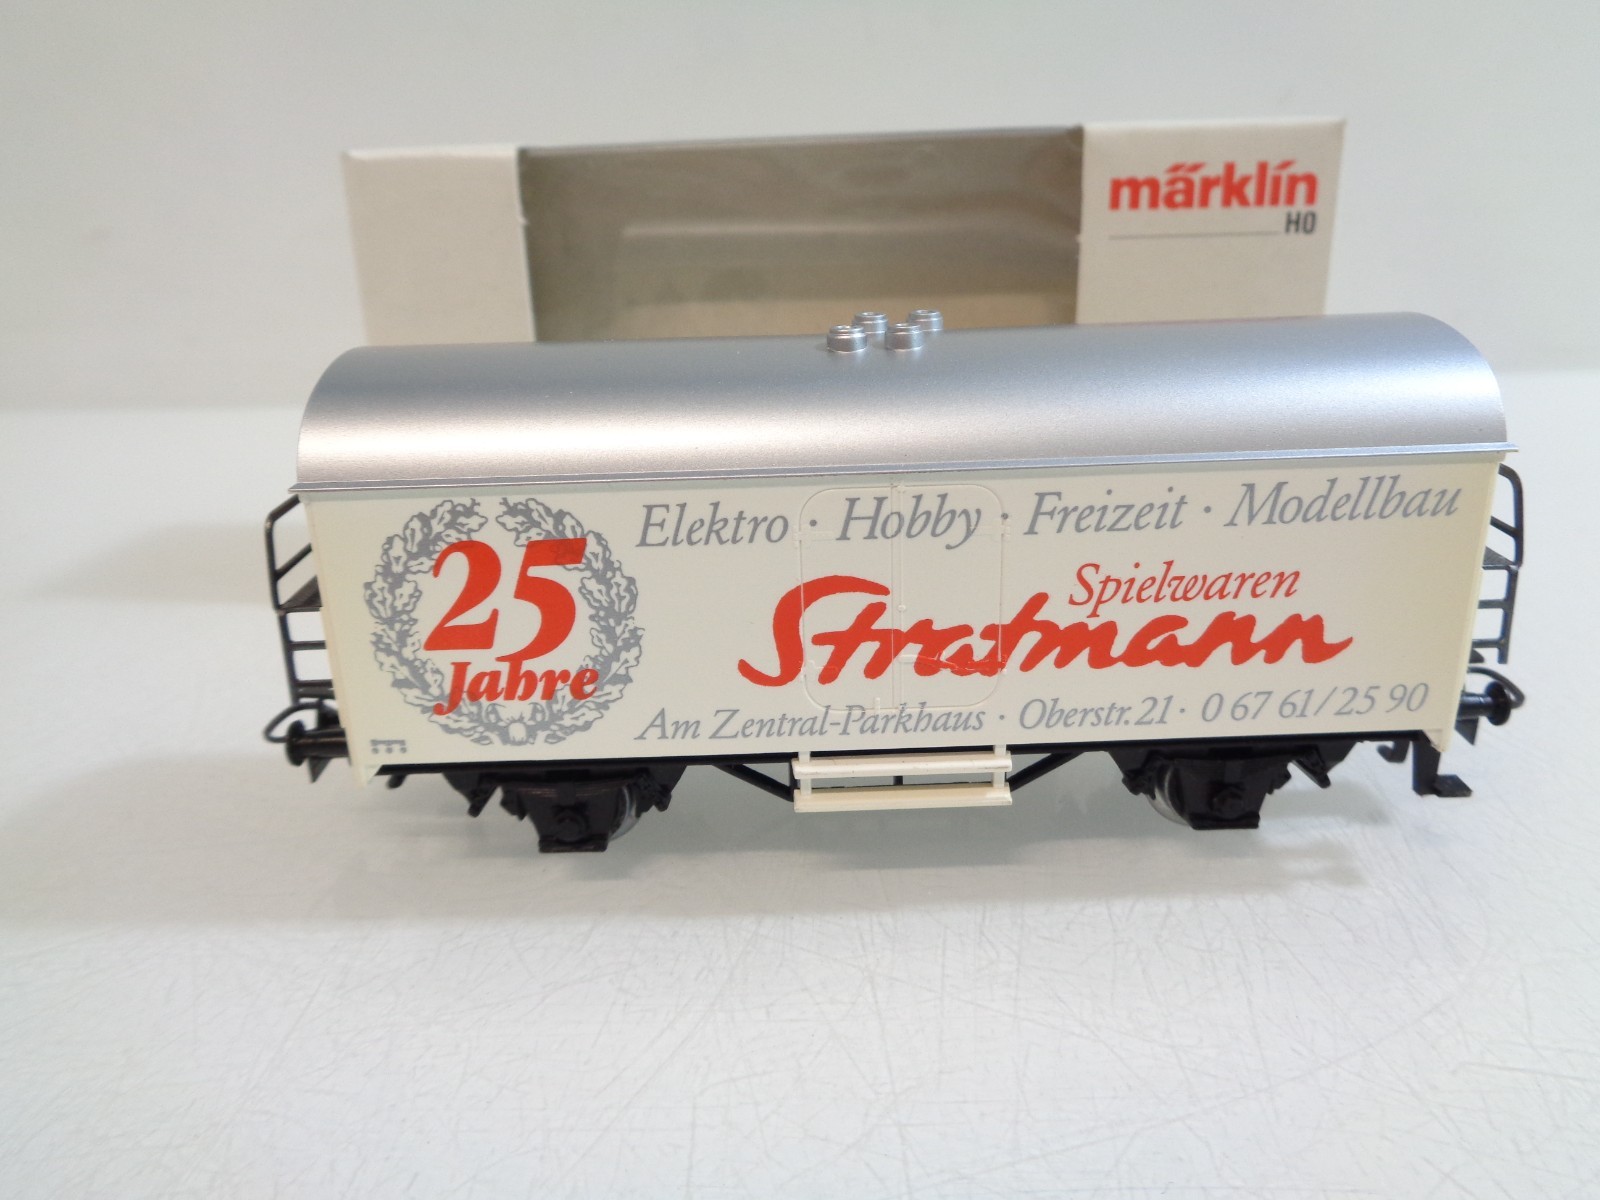 märklin
H0
Elektro · Hobby · Freizeit · Modellbau
25
Jahre
Spielwaren
Stratmann
Am Zentral-Parkhaus · Oberstr. 21 · 0 67 61/25 90